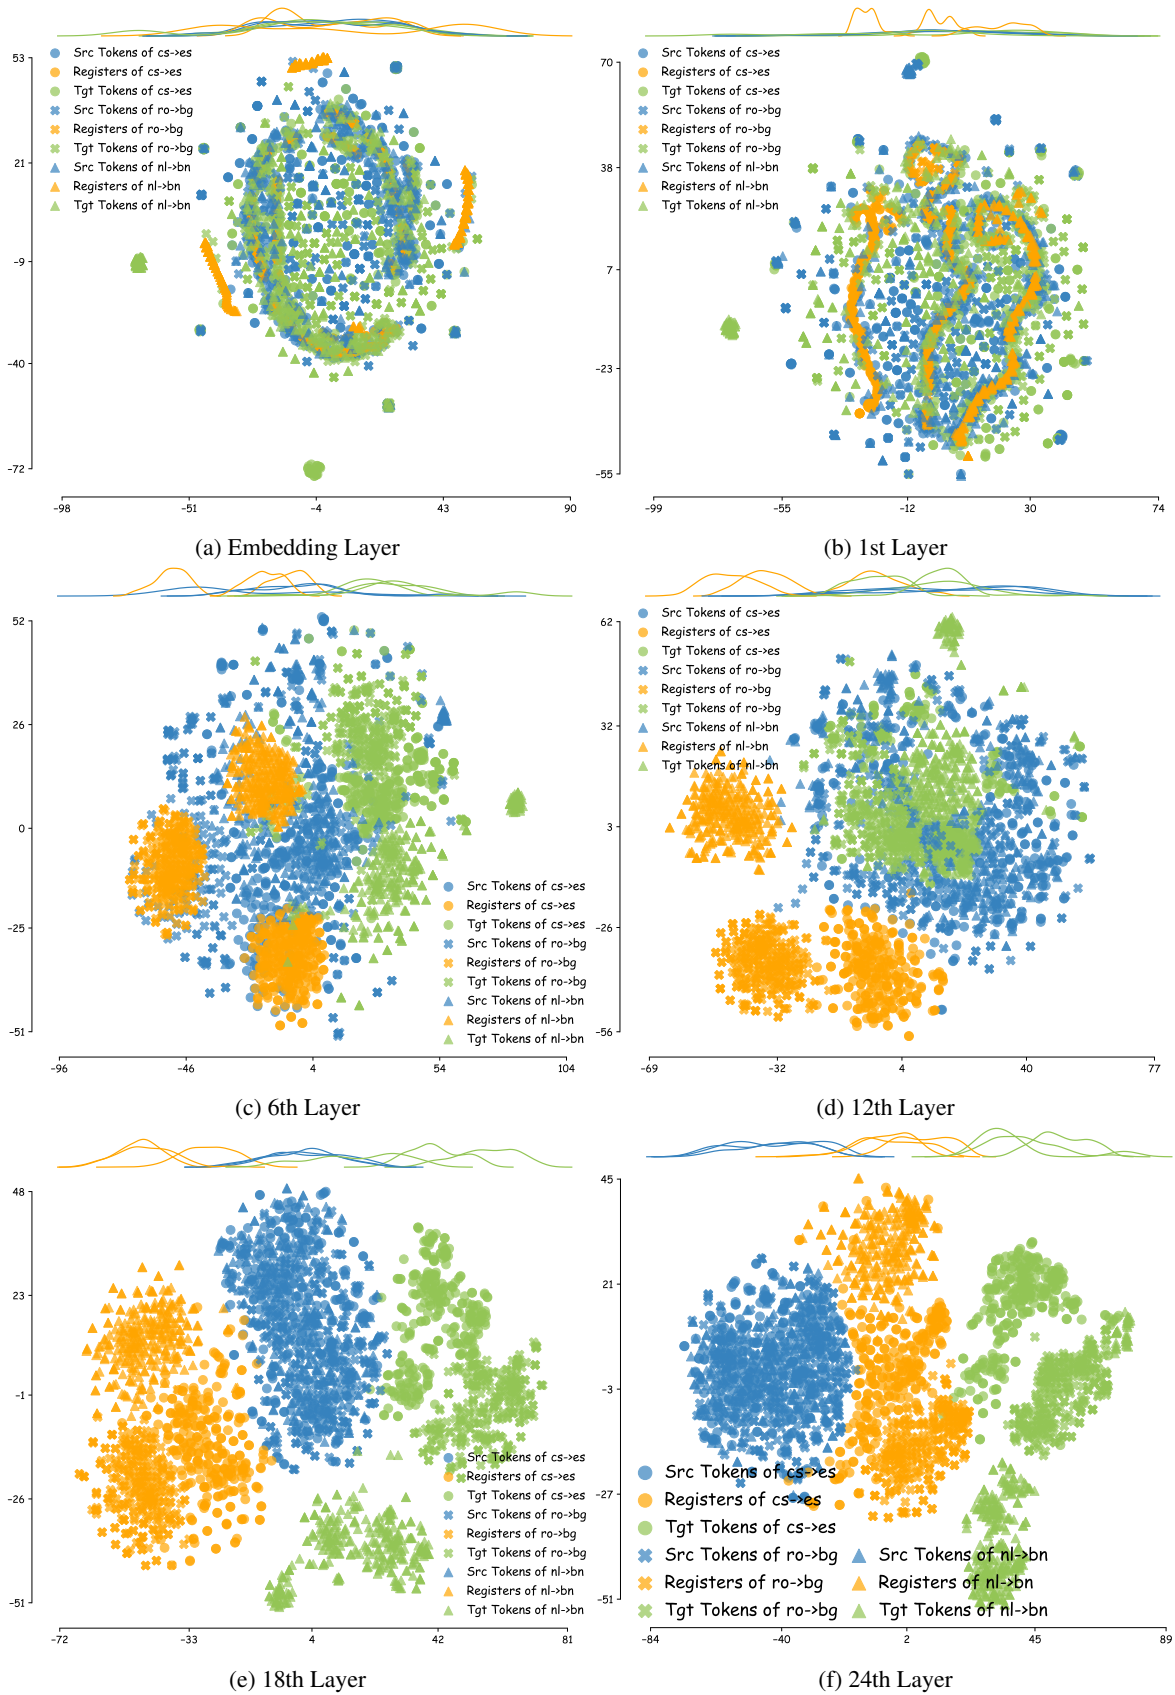 Src Tokens of cs->es
Registers of cs->es
Tgt Tokens of cs->es
Src Tokens of ro->bg
Registers of ro->bg
Tgt Tokens of ro->bg
Src Tokens of nl->bn
Registers of nl->bn
Tgt Tokens of nl->bn
53
21
-9
-40
-72
-98 -51 -4 43 90
(a) Embedding Layer
Src Tokens of cs->es
Registers of cs->es
Tgt Tokens of cs->es
Src Tokens of ro->bg
Registers of ro->bg
Tgt Tokens of ro->bg
Src Tokens of nl->bn
Registers of nl->bn
Tgt Tokens of nl->bn
70
38
7
-23
-55
-99 -55 -12 30 74
(b) 1st Layer
52
26
0
-25
-51
Src Tokens of cs->es
Registers of cs->es
Tgt Tokens of cs->es
Src Tokens of ro->bg
Registers of ro->bg
Tgt Tokens of ro->bg
Src Tokens of nl->bn
Registers of nl->bn
Tgt Tokens of nl->bn
-96 -46 4 54 104
(c) 6th Layer
Src Tokens of cs->es
Registers of cs->es
Tgt Tokens of cs->es
Src Tokens of ro->bg
Registers of ro->bg
Tgt Tokens of ro->bg
Src Tokens of nl->bn
Registers of nl->bn
Tgt Tokens of nl->bn
62
32
3
-26
-56
-69 -32 4 40 77
(d) 12th Layer
48
23
-1
-26
-51
Src Tokens of cs->es
Registers of cs->es
Tgt Tokens of cs->es
Src Tokens of ro->bg
Registers of ro->bg
Tgt Tokens of ro->bg
Src Tokens of nl->bn
Registers of nl->bn
Tgt Tokens of nl->bn
-72 -33 4 42 81
(e) 18th Layer
45
21
-3
-27
-51
Src Tokens of cs->es
Registers of cs->es
Tgt Tokens of cs->es
Src Tokens of ro->bg Src Tokens of nl->bn
Registers of ro->bg Registers of nl->bn
Tgt Tokens of ro->bg Tgt Tokens of nl->bn
-84 -40 2 45 89
(f) 24th Layer